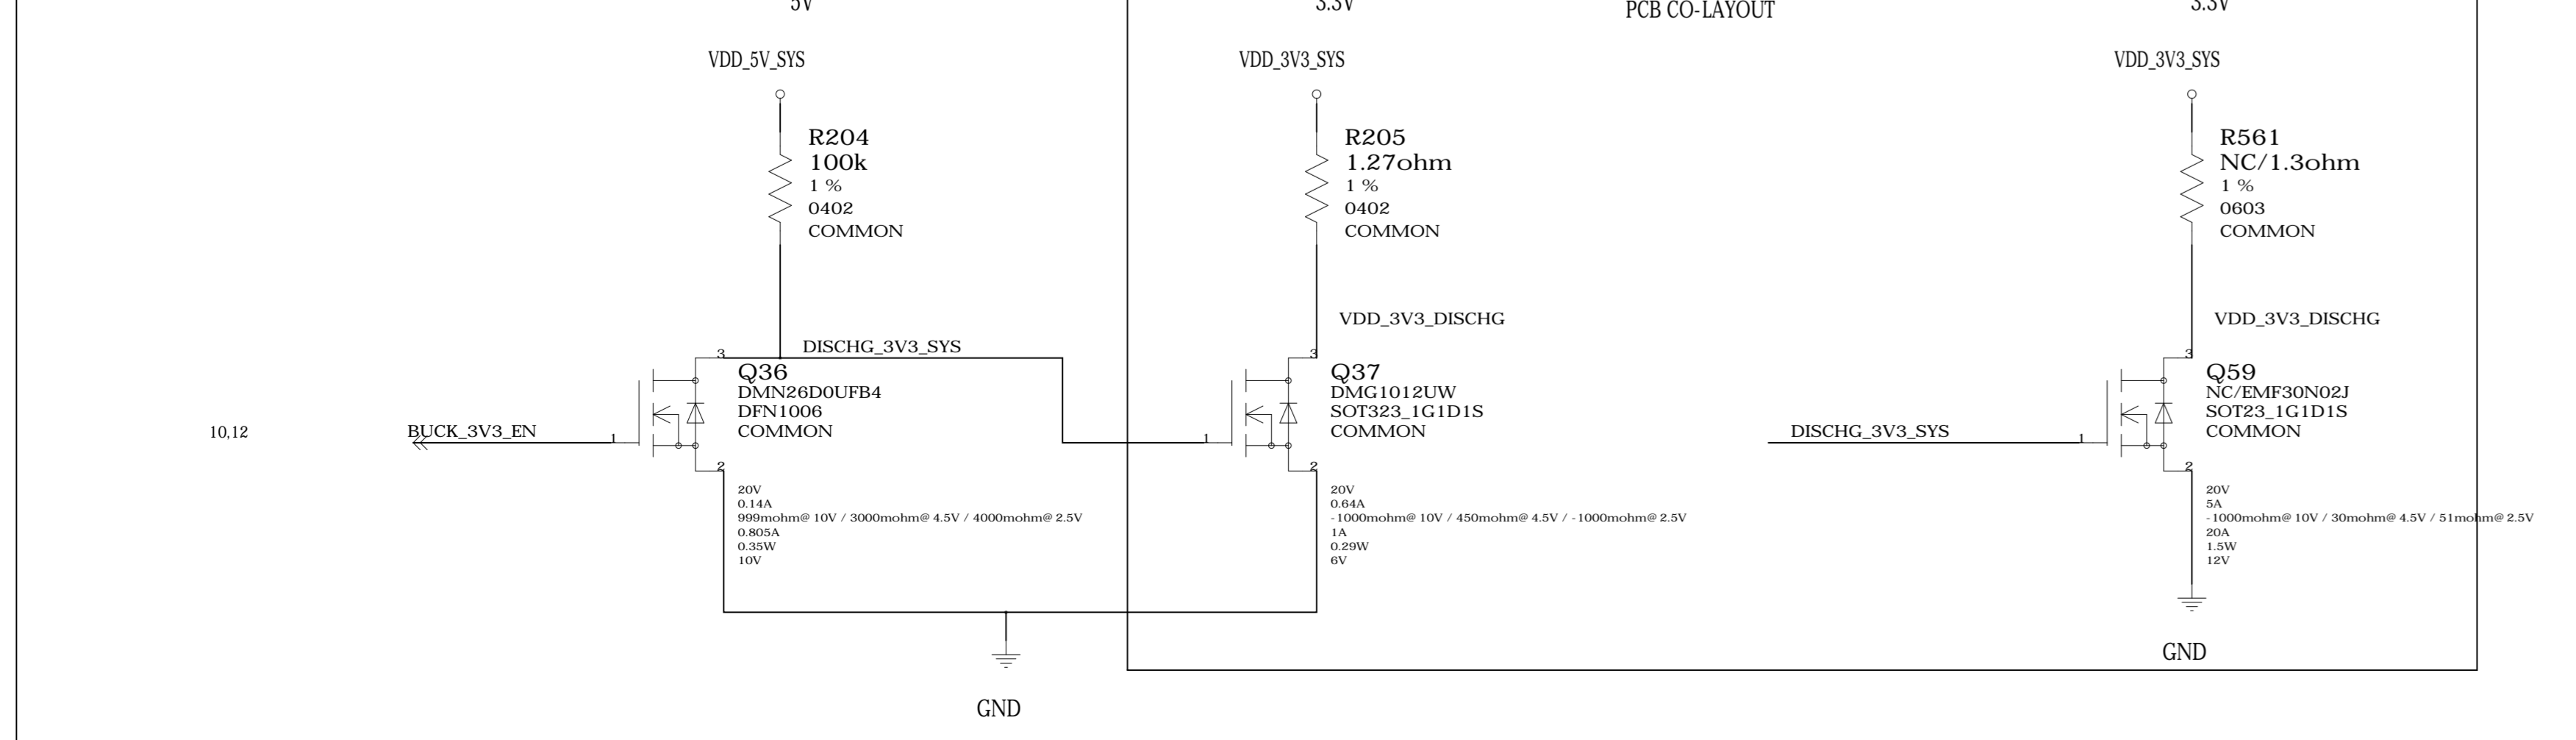 5V
3.3V
PCB CO-LAYOUT
3.3V
VDD_5V_SYS
VDD_3V3_SYS
VDD_3V3_SYS
R204
100k
1 %
0402
COMMON
R205
1.27ohm
1 %
0402
COMMON
R561
NC/1.3ohm
1 %
0603
COMMON
DISCHG_3V3_SYS
VDD_3V3_DISCHG
VDD_3V3_DISCHG
10,12
BUCK_3V3_EN
1
3
Q36
DMN26D0UFB4
DFN1006
COMMON
2
20V
0.14A
999mohm@10V / 3000mohm@4.5V / 4000mohm@2.5V
0.805A
0.35W
10V
1
3
Q37
DMG1012UW
SOT323_1G1D1S
COMMON
2
20V
0.64A
-1000mohm@10V / 450mohm@4.5V / -1000mohm@2.5V
1A
0.29W
6V
DISCHG_3V3_SYS
1
3
Q59
NC/EMF30N02J
SOT23_1G1D1S
COMMON
2
20V
5A
-1000mohm@10V / 30mohm@4.5V / 51mohm@2.5V
20A
1.5W
12V
GND
GND